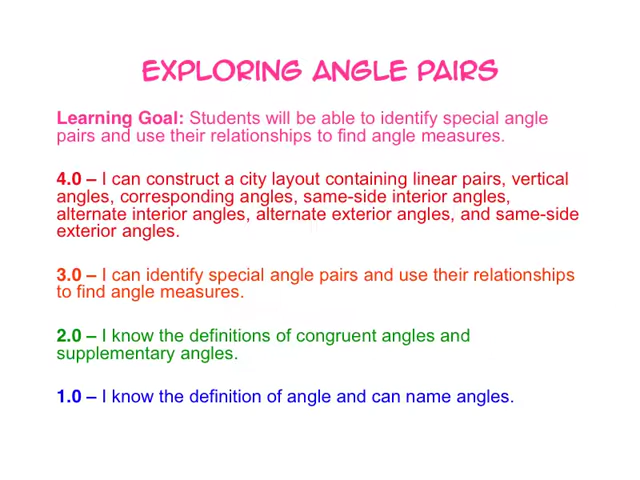 EXPLORING ANGLE PAIRS
Learning Goal: Students will be able to identify special angle
pairs and use their relationships to find angle measures.
4.0 – I can construct a city layout containing linear pairs, vertical
angles, corresponding angles, same-side interior angles,
alternate interior angles, alternate exterior angles, and same-side
exterior angles.
3.0 – I can identify special angle pairs and use their relationships
to find angle measures.
2.0 – I know the definitions of congruent angles and
supplementary angles.
1.0 – I know the definition of angle and can name angles.